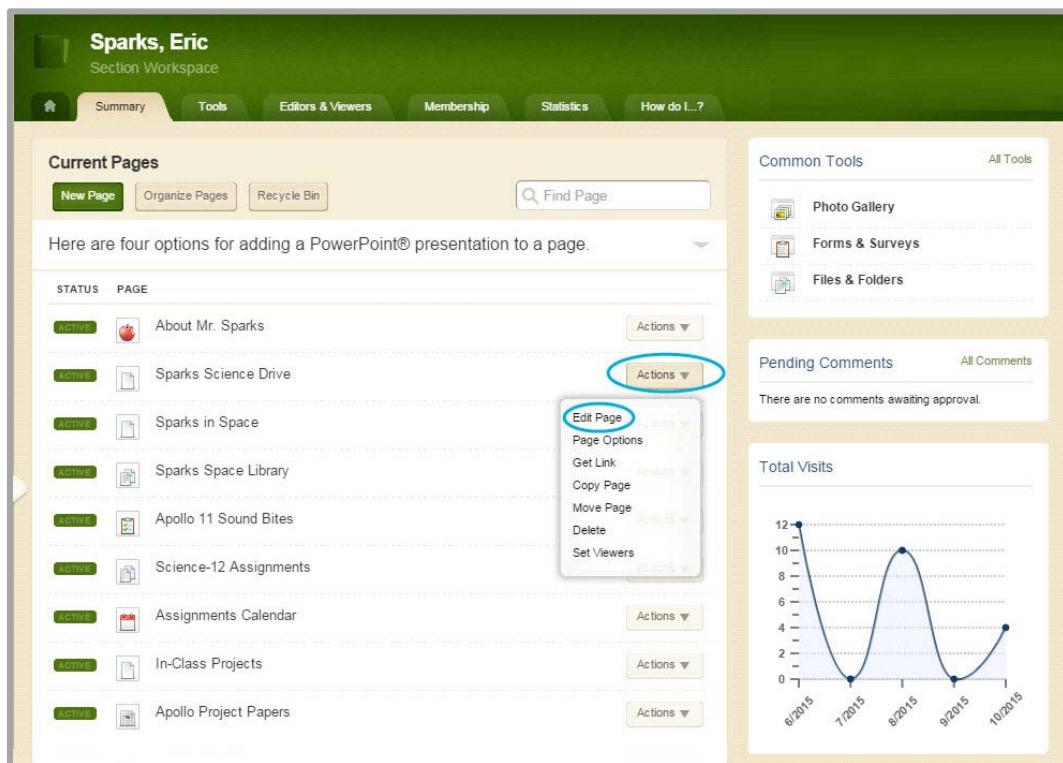 Sparks, Eric
Section Workspace
Summary Tools Editors & Viewers Membership Statistics How do I...?
Current Pages
New Page Organize Pages Recycle Bin Find Page
Here are four options for adding a PowerPoint® presentation to a page.
STATUS PAGE
ACTIVE About Mr. Sparks Actions
ACTIVE Sparks Science Drive Actions
ACTIVE Sparks in Space
ACTIVE Sparks Space Library
ACTIVE Apollo 11 Sound Bites
ACTIVE Science-12 Assignments
ACTIVE Assignments Calendar Actions
ACTIVE In-Class Projects Actions
ACTIVE Apollo Project Papers Actions
Edit Page
Page Options
Get Link
Copy Page
Move Page
Delete
Set Viewers
Common Tools All Tools
Photo Gallery
Forms & Surveys
Files & Folders
Pending Comments All Comments
There are no comments awaiting approval.
Total Visits
12
10
8
6
4
2
0
6/2015 7/2015 8/2015 9/2015 10/2015